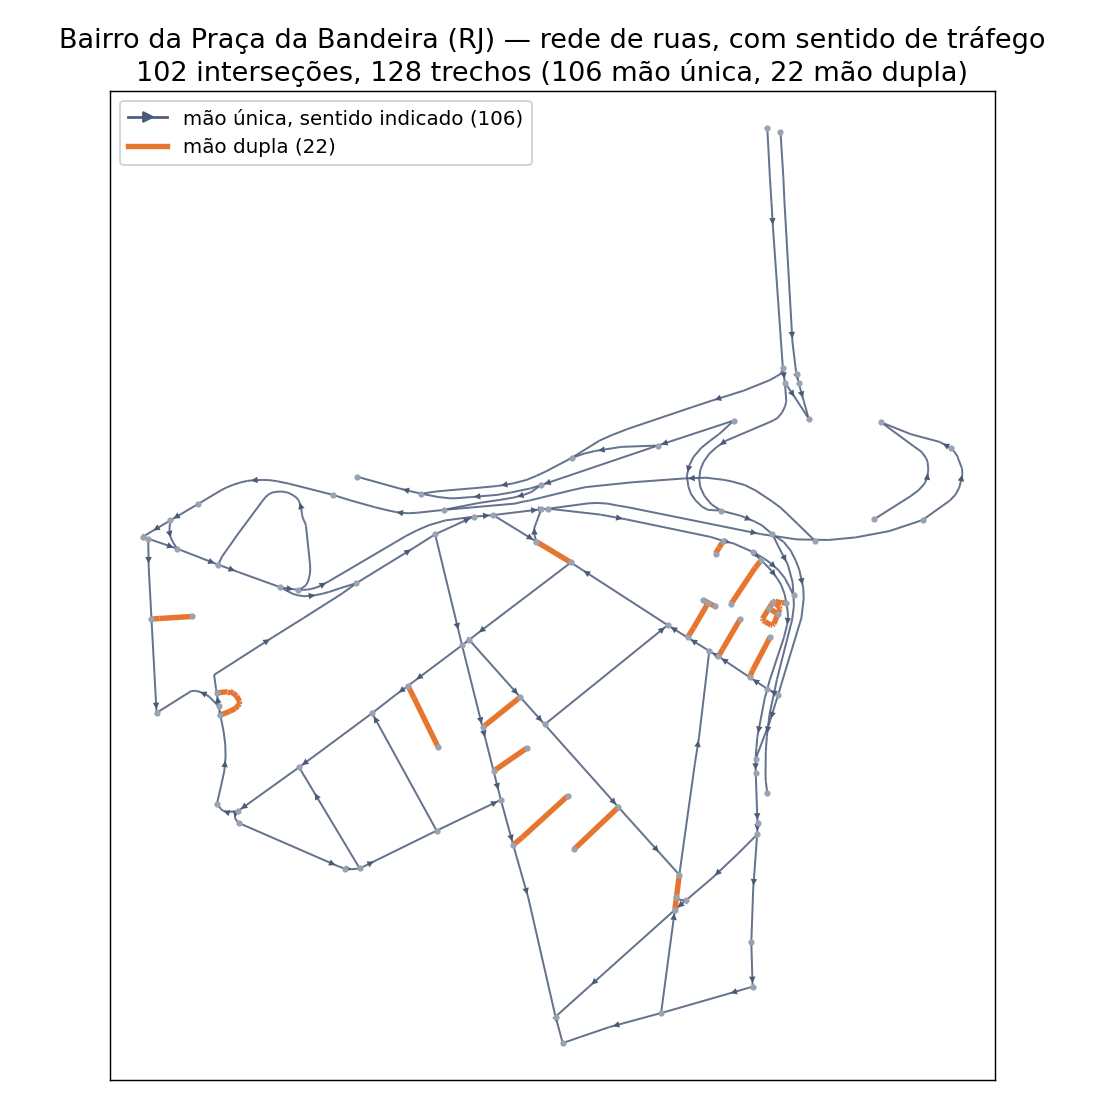 Bairro da Praça da Bandeira (RJ) — rede de ruas, com sentido de tráfego
102 interseções, 128 trechos (106 mão única, 22 mão dupla)
mão única, sentido indicado (106)
mão dupla (22)